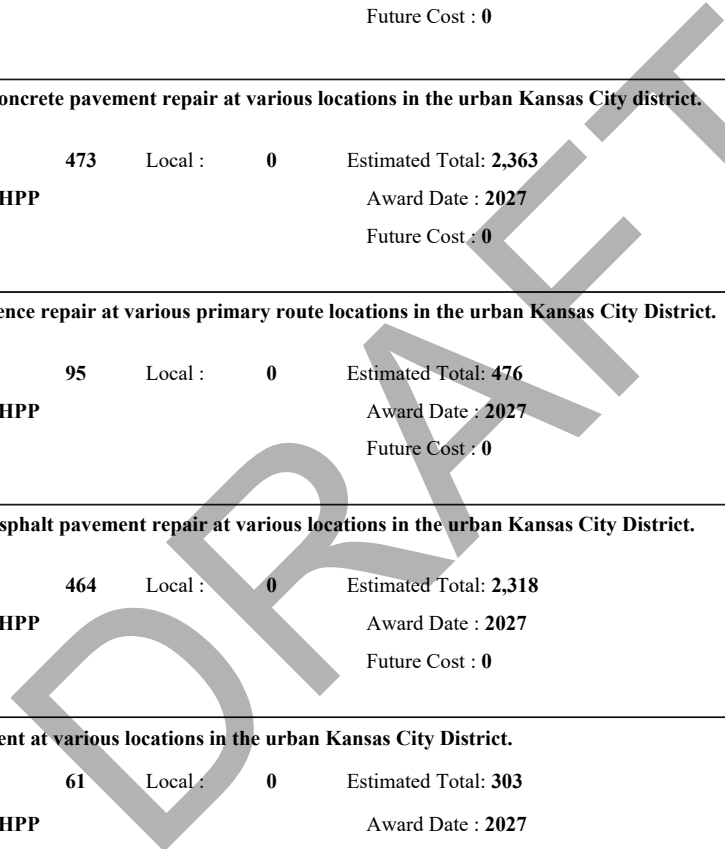 Future Cost : 0
oncrete pavement repair at various locations in the urban Kansas City district.
473 Local : 0 Estimated Total: 2,363
HPP Award Date : 2027
Future Cost : 0
ence repair at various primary route locations in the urban Kansas City District.
95 Local : 0 Estimated Total: 476
HPP Award Date : 2027
Future Cost : 0
sphalt pavement repair at various locations in the urban Kansas City District.
464 Local : 0 Estimated Total: 2,318
HPP Award Date : 2027
Future Cost : 0
ent at various locations in the urban Kansas City District.
61 Local : 0 Estimated Total: 303
HPP Award Date : 2027
DRAFT